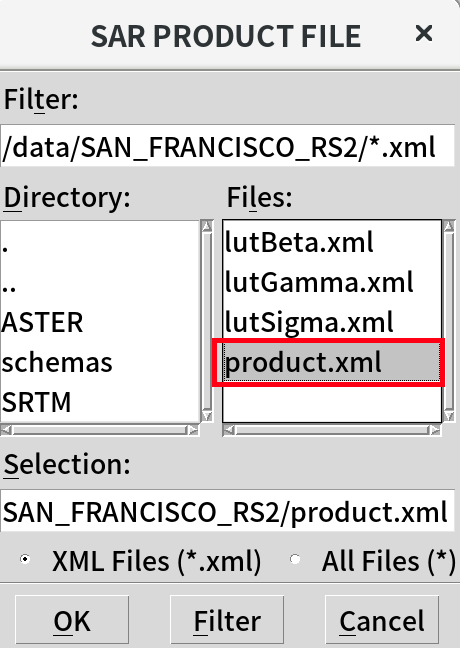 SAR PRODUCT FILE ×
Filter:
/data/SAN_FRANCISCO_RS2/*.xml
Directory:
.
..
ASTER
schemas
SRTM
Files:
lutBeta.xml
lutGamma.xml
lutSigma.xml
product.xml
Selection:
SAN_FRANCISCO_RS2/product.xml
XML Files (*.xml) All Files (*)
OK Filter Cancel